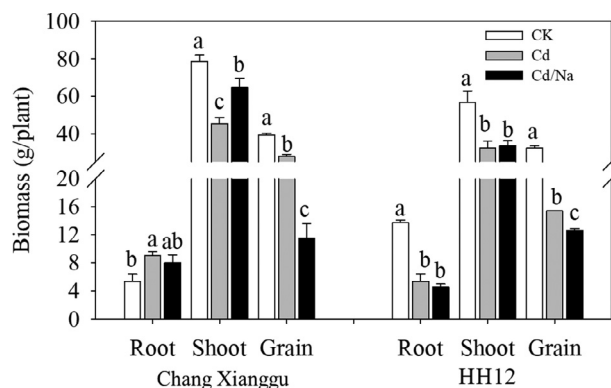 Biomass (g/plant)
80
60
40
20
16
12
8
4
0
CK
Cd
Cd/Na
b a ab
a c b
a b c
a b b
a b b
a b c
Root Shoot Grain Root Shoot Grain
Chang Xianggu HH12